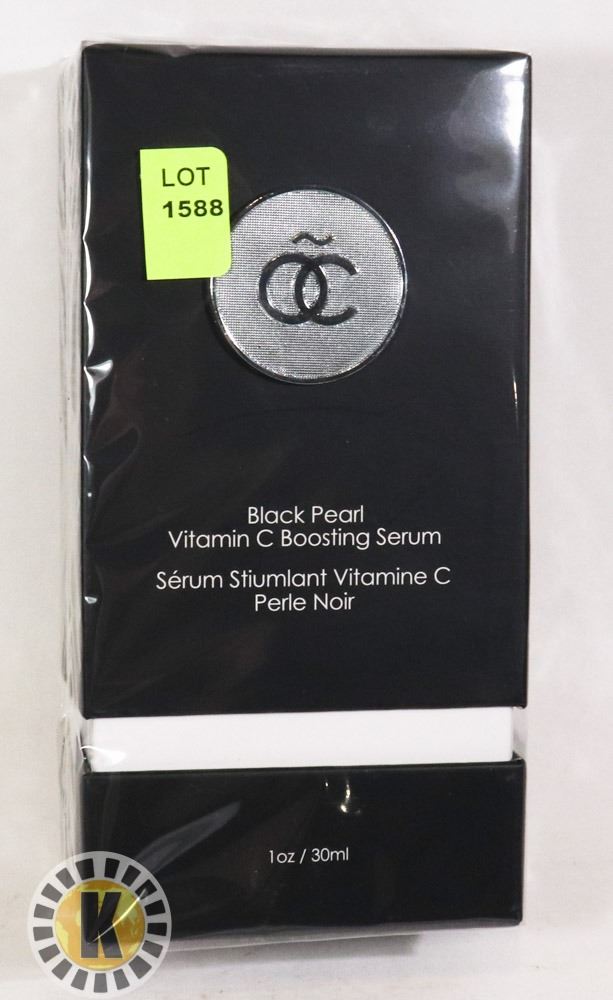 LOT
1588
ÕC
Black Pearl
Vitamin C Boosting Serum
Sérum Stiumlant Vitamine C
Perle Noir
1oz / 30ml
K